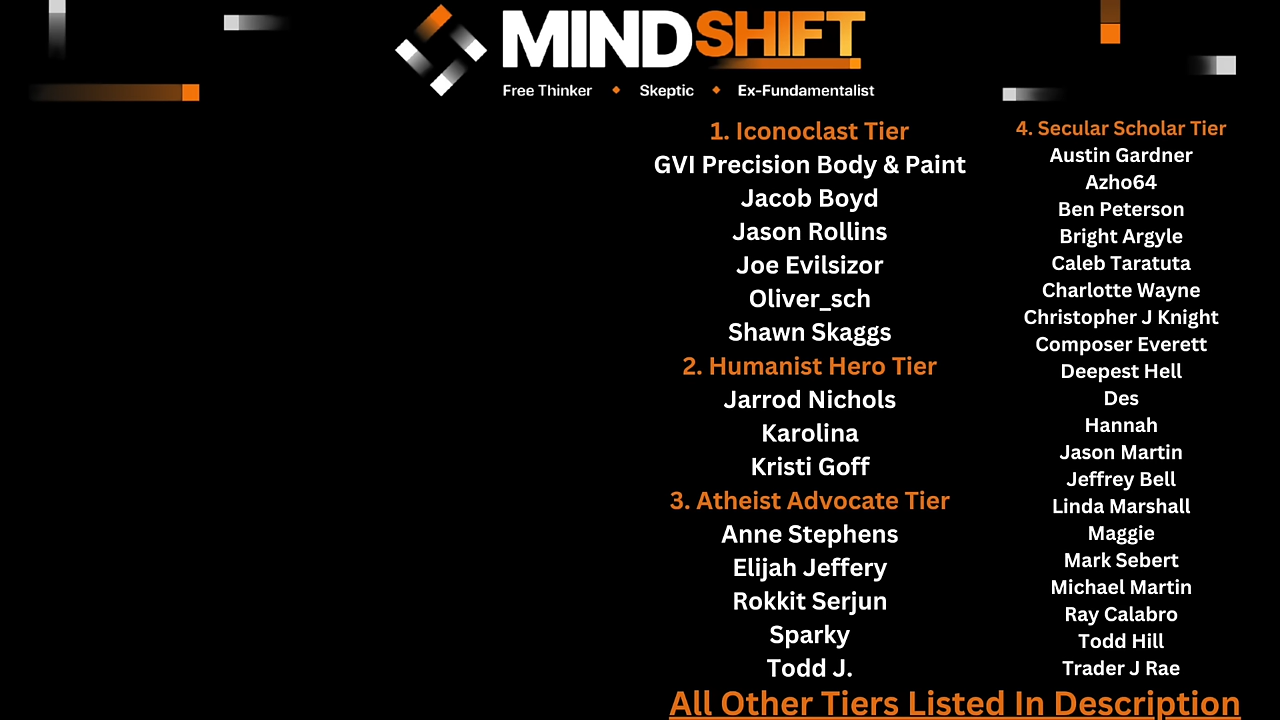 MINDSHIFT
Free Thinker ◆ Skeptic ◆ Ex-Fundamentalist
1. Iconoclast Tier
GVI Precision Body & Paint
Jacob Boyd
Jason Rollins
Joe Evilsizor
Oliver_sch
Shawn Skaggs
2. Humanist Hero Tier
Jarrod Nichols
Karolina
Kristi Goff
3. Atheist Advocate Tier
Anne Stephens
Elijah Jeffery
Rokkit Serjun
Sparky
Todd J.
4. Secular Scholar Tier
Austin Gardner
Azho64
Ben Peterson
Bright Argyle
Caleb Taratuta
Charlotte Wayne
Christopher J Knight
Composer Everett
Deepest Hell
Des
Hannah
Jason Martin
Jeffrey Bell
Linda Marshall
Maggie
Mark Sebert
Michael Martin
Ray Calabro
Todd Hill
Trader J Rae
All Other Tiers Listed In Description